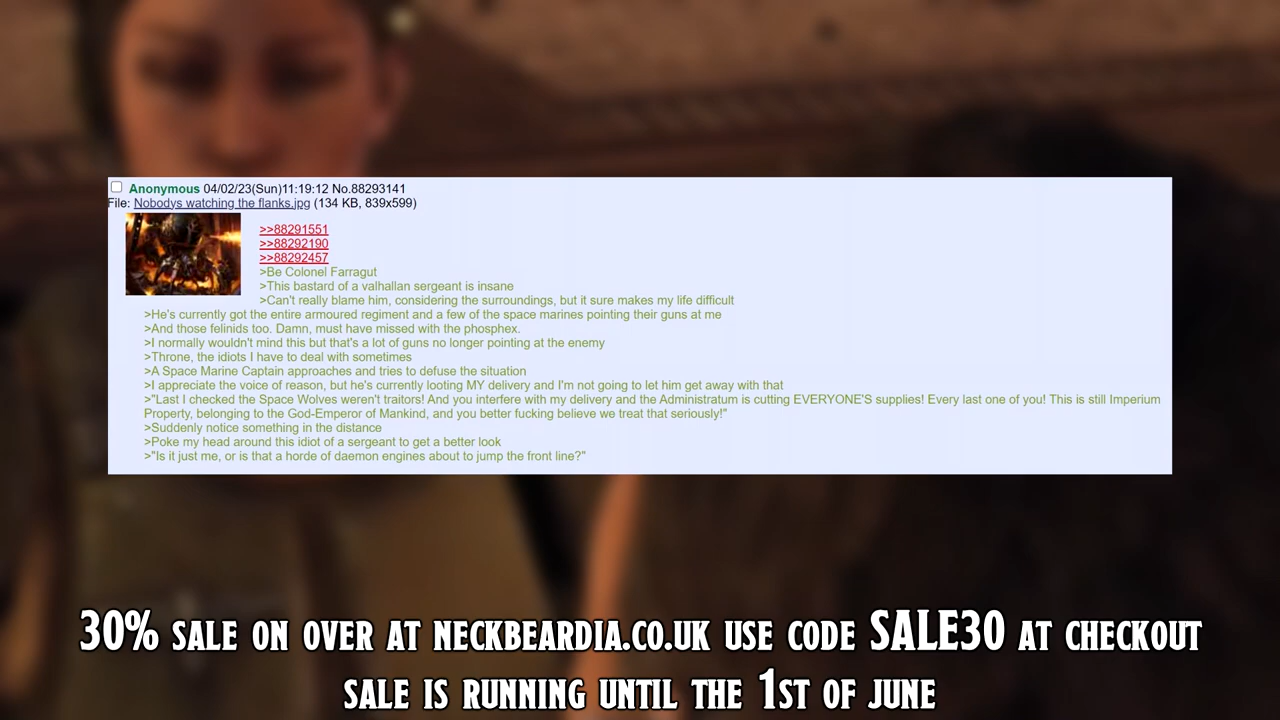 Anonymous 04/02/23(Sun)11:19:12 No.88293141
File: Nobodys watching the flanks.jpg (134 KB, 839x599)
>>88291551
>>88292190
>>88292457
>Be Colonel Farragut
>This bastard of a valhallan sergeant is insane
>Can't really blame him, considering the surroundings, but it sure makes my life difficult
>He's currently got the entire armoured regiment and a few of the space marines pointing their guns at me
>And those felinids too. Damn, must have missed with the phosphex.
>I normally wouldn't mind this but that's a lot of guns no longer pointing at the enemy
>Throne, the idiots I have to deal with sometimes
>A Space Marine Captain approaches and tries to defuse the situation
>I appreciate the voice of reason, but he's currently looting MY delivery and I'm not going to let him get away with that
>"Last I checked the Space Wolves weren't traitors! And you interfere with my delivery and the Administratum is cutting EVERYONE'S supplies! Every last one of you! This is still Imperium
Property, belonging to the God-Emperor of Mankind, and you better fucking believe we treat that seriously!"
>Suddenly notice something in the distance
>Poke my head around this idiot of a sergeant to get a better look
>"Is it just me, or is that a horde of daemon engines about to jump the front line?"
30% SALE ON OVER AT NECKBEARDIA.CO.UK USE CODE SALE30 AT CHECKOUT
SALE IS RUNNING UNTIL THE 1ST OF JUNE